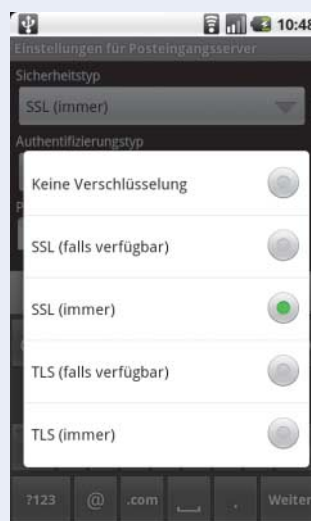 10:48
Einstellungen für Posteingangsserver
Sicherheitstyp
SSL (immer)
Authentifizierungstyp
Keine Verschlüsselung
SSL (falls verfügbar)
SSL (immer)
TLS (falls verfügbar)
TLS (immer)
?123 @ .com . Weiter